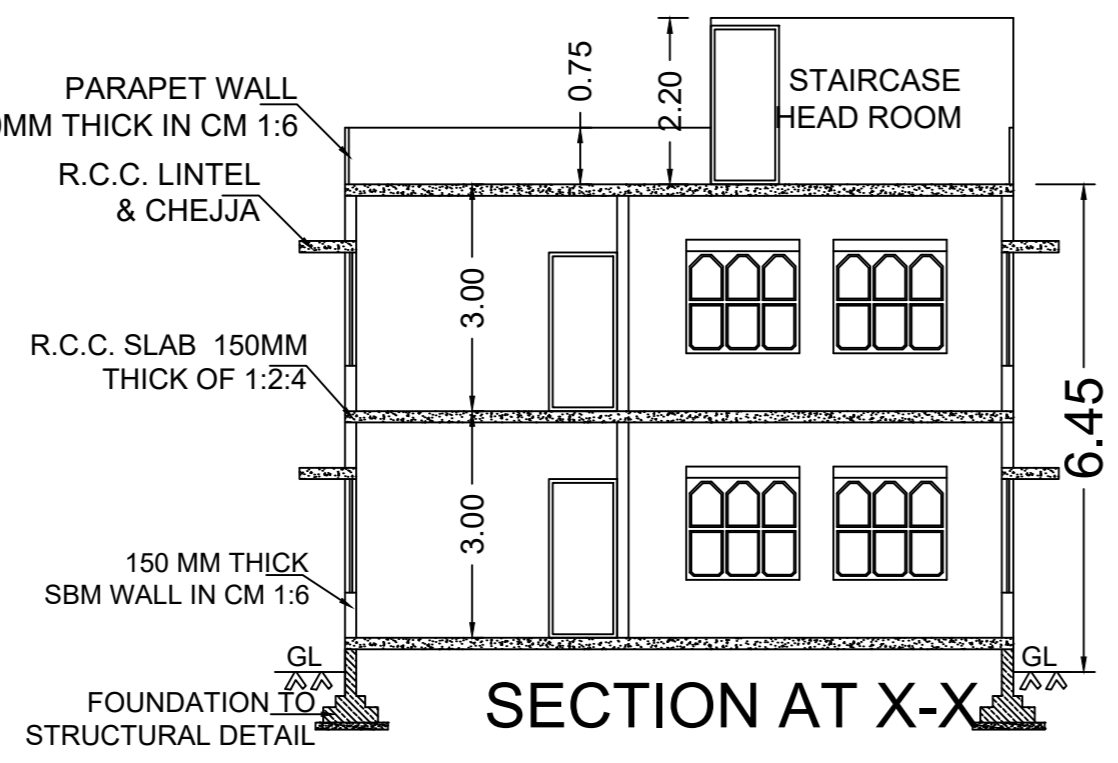 PARAPET WALL
0MM THICK IN CM 1:6
R.C.C. LINTEL
& CHEJJA
R.C.C. SLAB 150MM
THICK OF 1:2:4
150 MM THICK
SBM WALL IN CM 1:6
GL
FOUNDATION TO
STRUCTURAL DETAIL
0.75
2.20
STAIRCASE
HEAD ROOM
3.00
3.00
6.45
GL
SECTION AT X-X